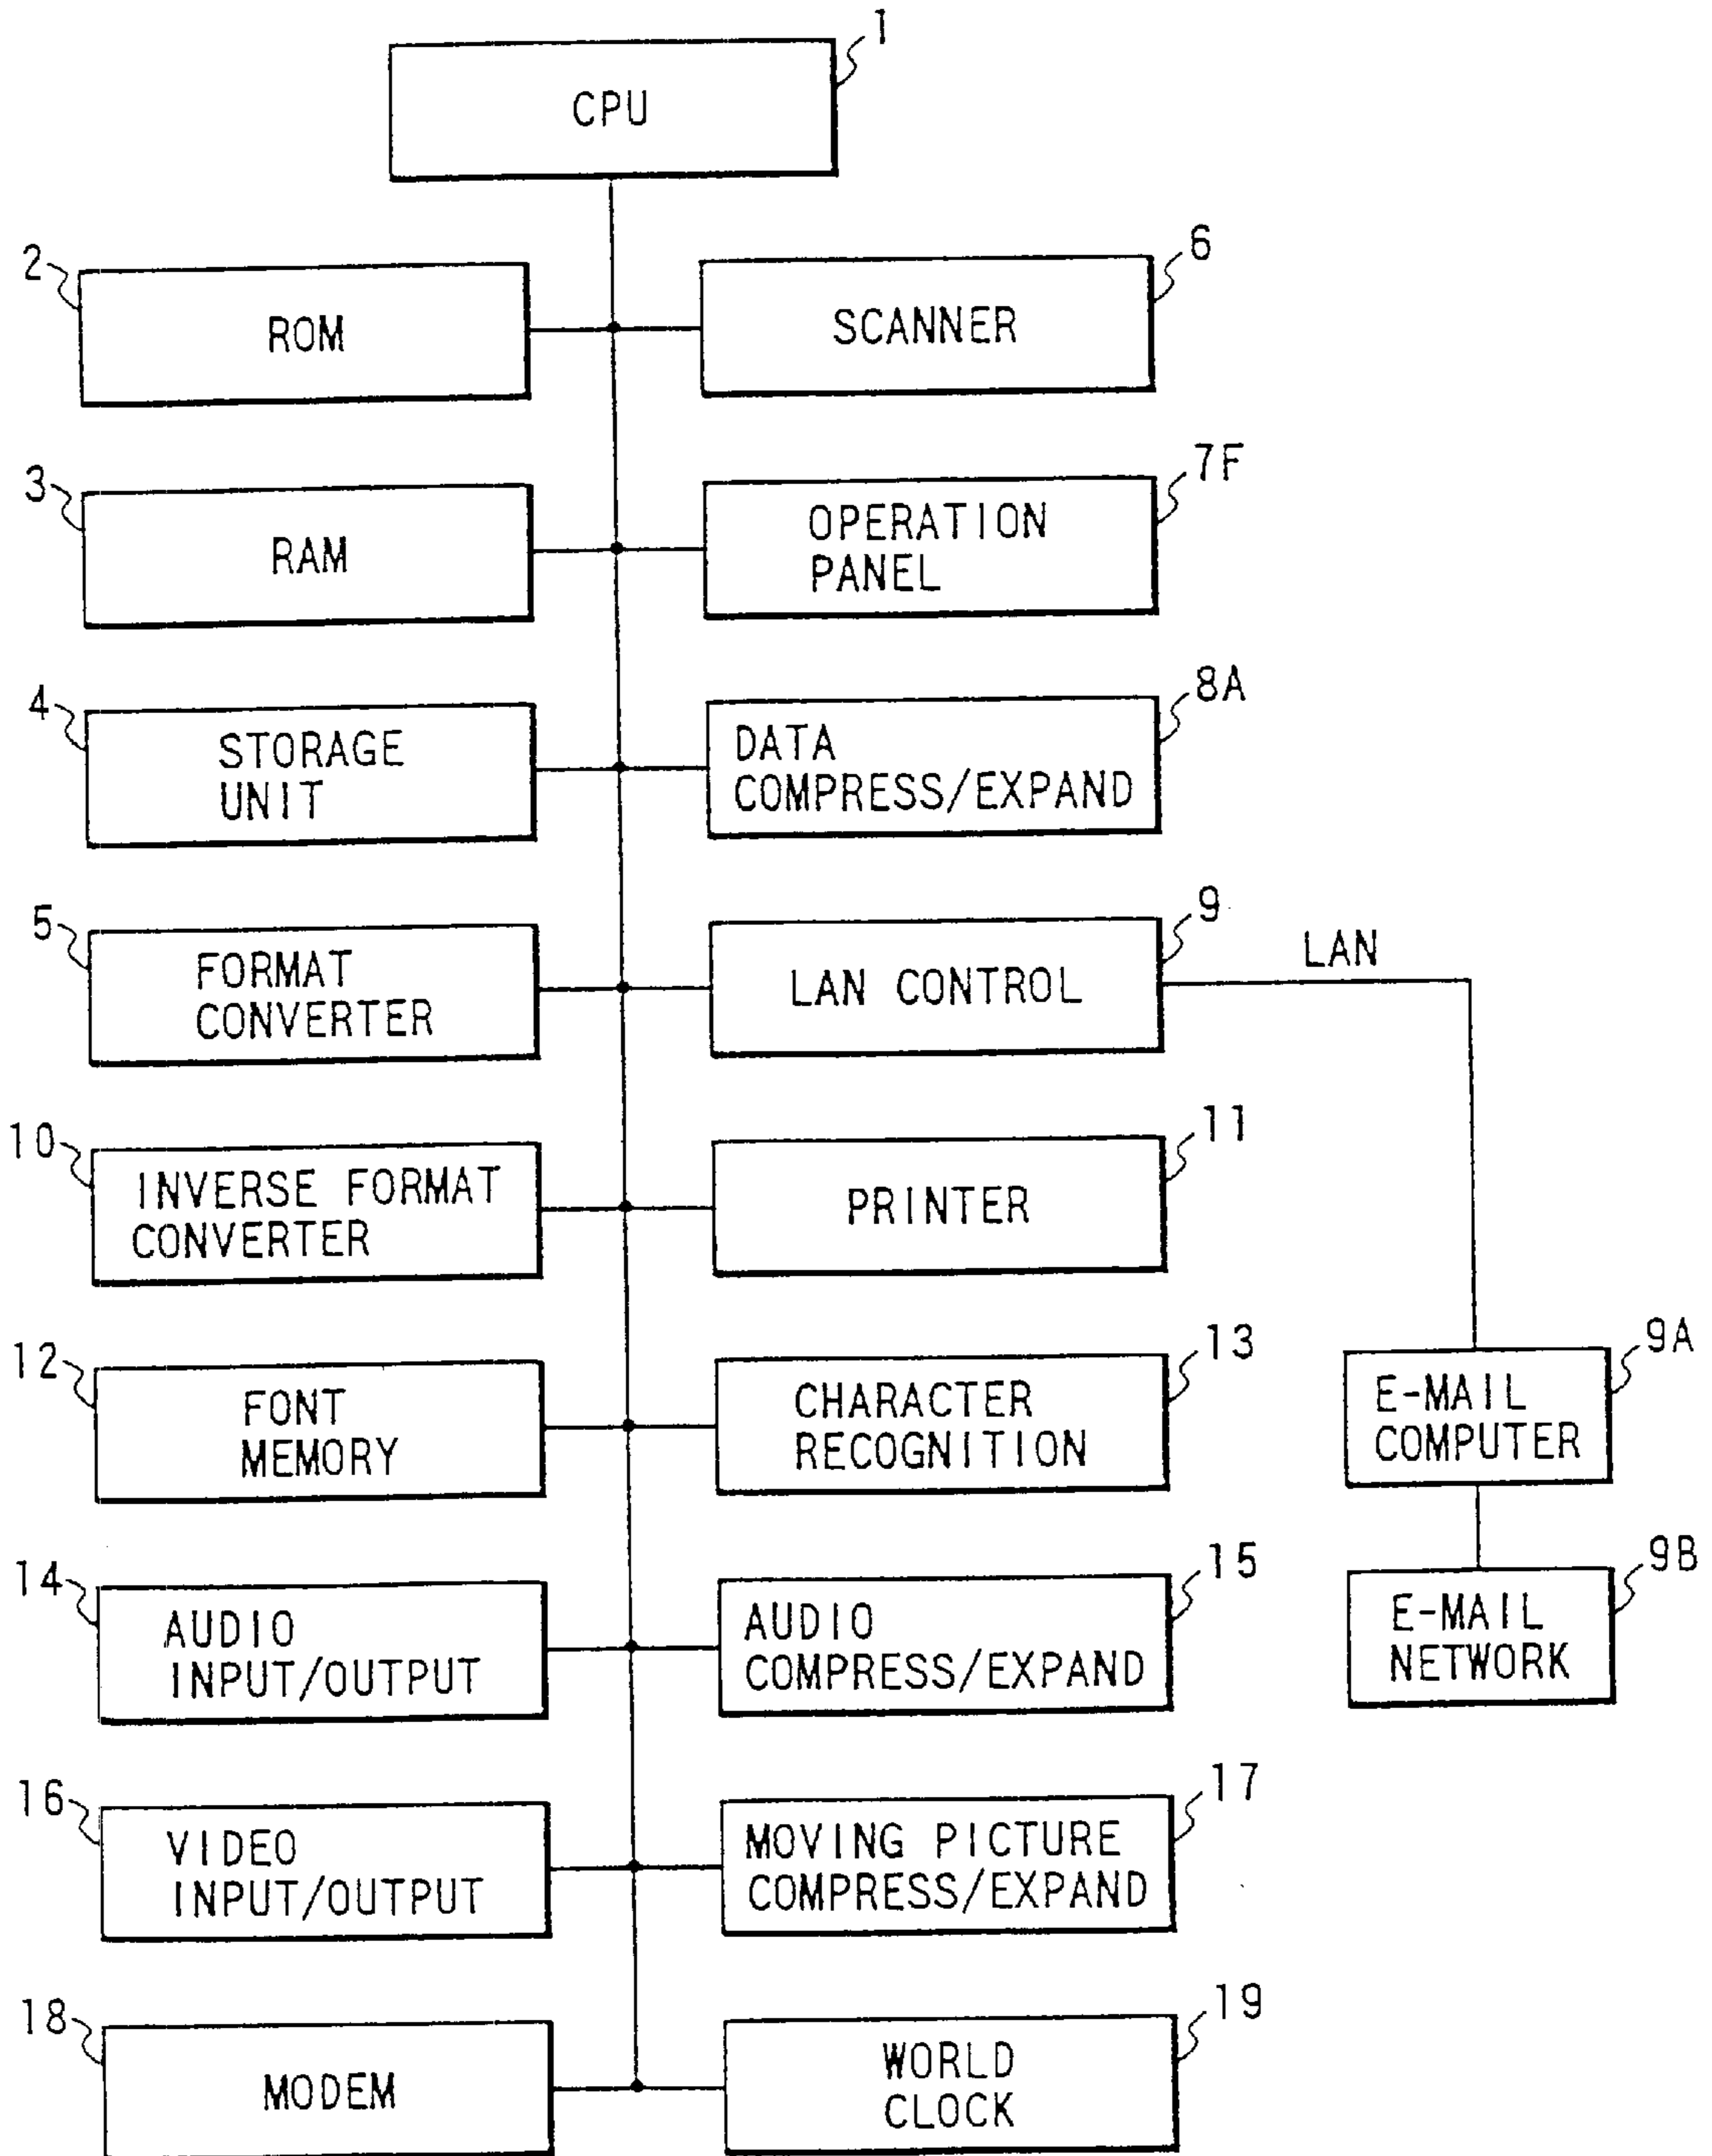 1
CPU
2
ROM
6
SCANNER
3
RAM
7F
OPERATION
PANEL
4
STORAGE
UNIT
8A
DATA
COMPRESS/EXPAND
5
FORMAT
CONVERTER
9
LAN CONTROL
LAN
10
INVERSE FORMAT
CONVERTER
11
PRINTER
12
FONT
MEMORY
13
CHARACTER
RECOGNITION
9A
E-MAIL
COMPUTER
14
AUDIO
INPUT/OUTPUT
15
AUDIO
COMPRESS/EXPAND
9B
E-MAIL
NETWORK
16
VIDEO
INPUT/OUTPUT
17
MOVING PICTURE
COMPRESS/EXPAND
18
MODEM
19
WORLD
CLOCK